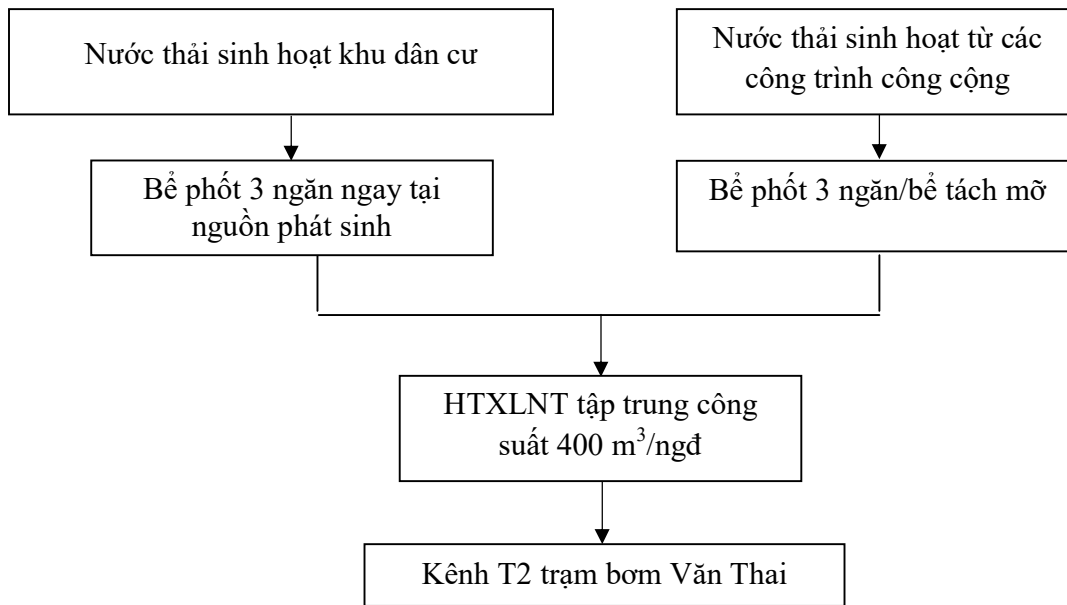 Nước thải sinh hoạt khu dân cư
Nước thải sinh hoạt từ các
công trình công cộng
Bể phốt 3 ngăn ngay tại
nguồn phát sinh
Bể phốt 3 ngăn/bể tách mỡ
HTXLNT tập trung công
suất 400 m³/ngđ
Kênh T2 trạm bơm Văn Thai